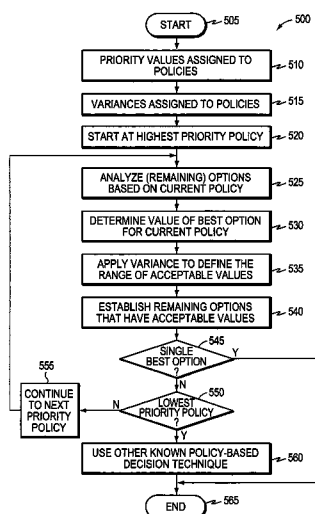 START
505
500
PRIORITY VALUES ASSIGNED TO
POLICIES
510
VARIANCES ASSIGNED TO POLICIES
515
START AT HIGHEST PRIORITY POLICY
520
ANALYZE (REMAINING) OPTIONS
BASED ON CURRENT POLICY
525
DETERMINE VALUE OF BEST OPTION
FOR CURRENT POLICY
530
APPLY VARIANCE TO DEFINE THE
RANGE OF ACCEPTABLE VALUES
535
ESTABLISH REMAINING OPTIONS
THAT HAVE ACCEPTABLE VALUES
540
545
SINGLE
BEST OPTION
?
Y
N
555
CONTINUE
TO NEXT
PRIORITY
POLICY
N
550
LOWEST
PRIORITY POLICY
?
Y
USE OTHER KNOWN POLICY-BASED
DECISION TECHNIQUE
560
END
565